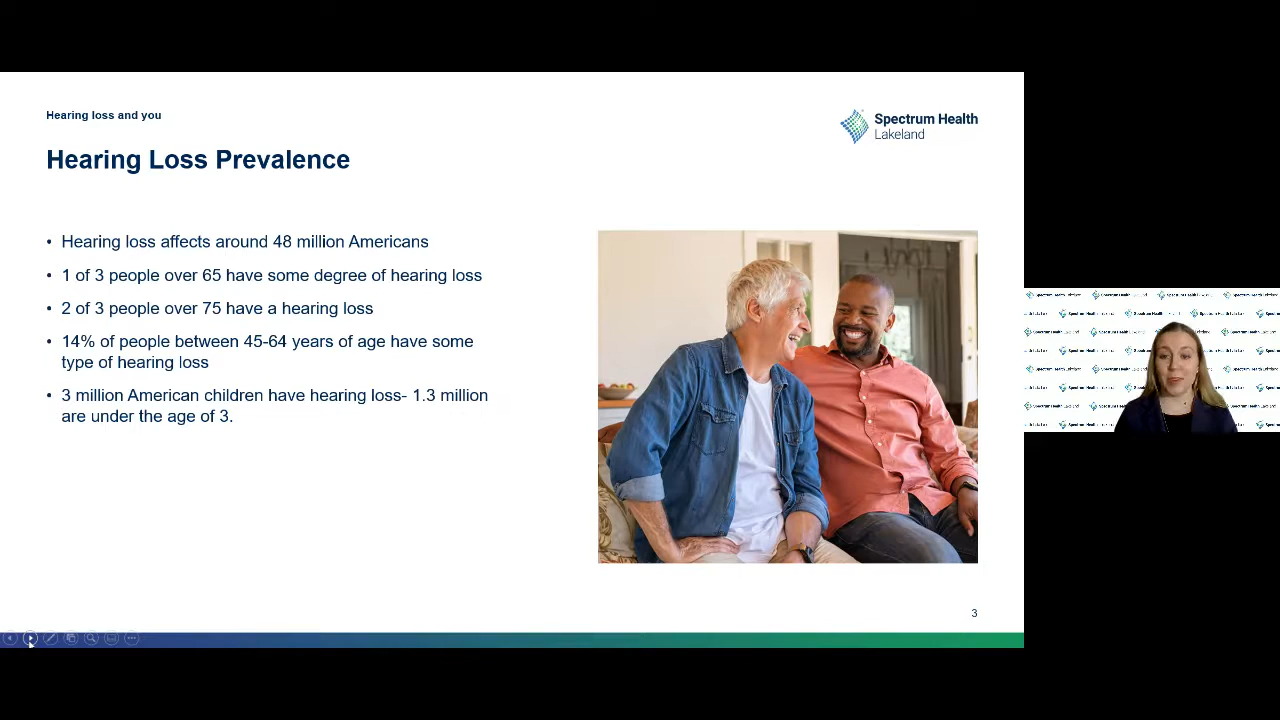 Hearing loss and you
Spectrum Health
Lakeland
Hearing Loss Prevalence
• Hearing loss affects around 48 million Americans
• 1 of 3 people over 65 have some degree of hearing loss
• 2 of 3 people over 75 have a hearing loss
• 14% of people between 45-64 years of age have some
type of hearing loss
• 3 million American children have hearing loss- 1.3 million
are under the age of 3.
3